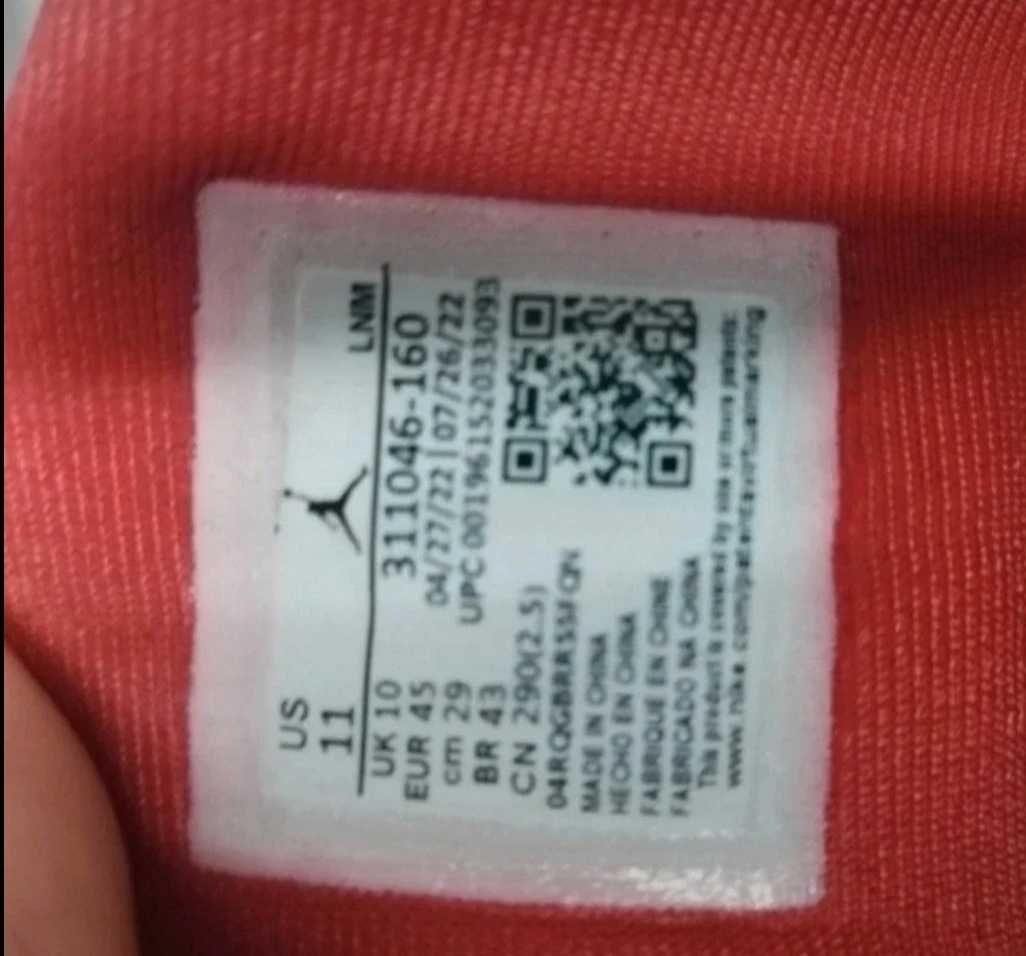 US
11
LNM
UK 10
311046-160
EUR 45
04/27/22 | 07/26/22
cm 29
UPC 00196152033093
BR 43
CN 290(2.5)
MADE IN CHINA
HECHO EN CHINA
FABRIQUE EN CHINE
FABRICADO NA CHINA
This product is covered by one or more patents:
www.nike.com/patentsvirtualmarking